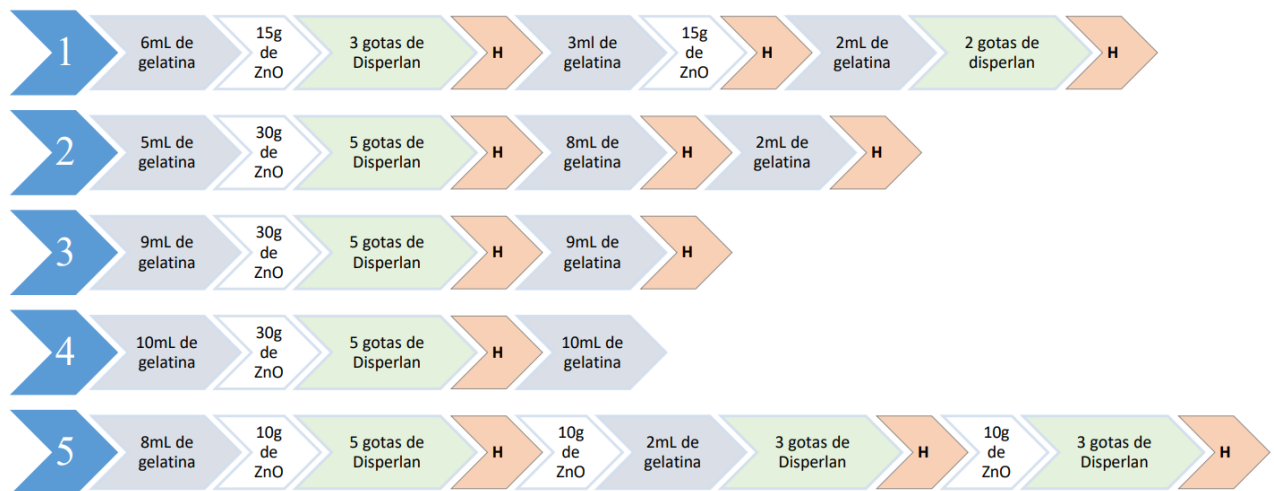 1
6mL de
gelatina
15g
de
ZnO
3 gotas de
Disperlan
H
3ml de
gelatina
15g
de
ZnO
H
2mL de
gelatina
2 gotas de
disperlan
H
2
5mL de
gelatina
30g
de
ZnO
5 gotas de
Disperlan
H
8mL de
gelatina
H
2mL de
gelatina
H
3
9mL de
gelatina
30g
de
ZnO
5 gotas de
Disperlan
H
9mL de
gelatina
H
4
10mL de
gelatina
30g
de
ZnO
5 gotas de
Disperlan
H
10mL de
gelatina
5
8mL de
gelatina
10g
de
ZnO
5 gotas de
Disperlan
H
10g
de
ZnO
2mL de
gelatina
3 gotas de
Disperlan
H
10g
de
ZnO
3 gotas de
Disperlan
H